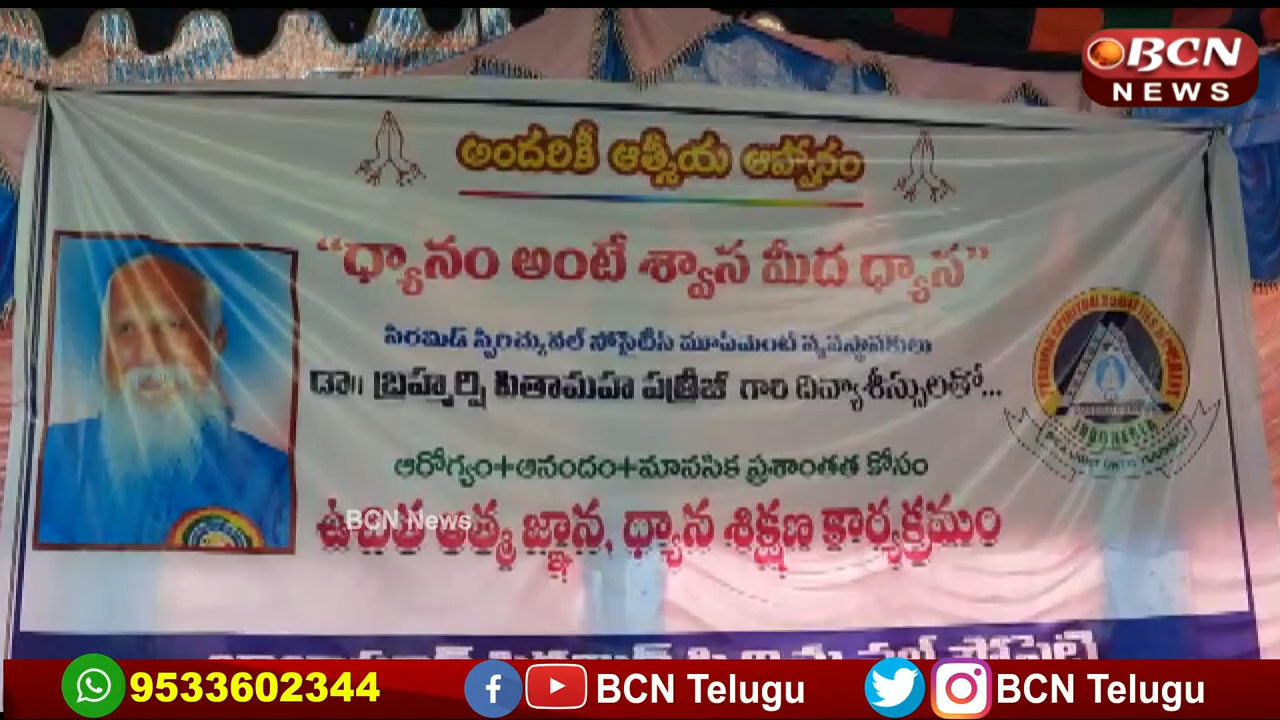 BCN
NEWS
అందరికీ ఆత్మీయ ఆహ్వానం
"ధ్యానం అంటే శ్వాస మీద ధ్యాస"
పిరమిడ్ స్పిరిచ్యువల్ సొసైటీస్ మూవ్‌మెంట్ వ్యవస్థాపకులు
డా॥ బ్రహ్మర్షి పితామహ పత్రీజీ గారి దివ్యాశీస్సులతో...
ఆరోగ్యం+ఆనందం+మానసిక ప్రశాంతత కోసం
ఉచిత ఆత్మ జ్ఞాన, ధ్యాన శిక్షణ కార్యక్రమం
BCN News
9533602344
BCN Telugu
BCN Telugu